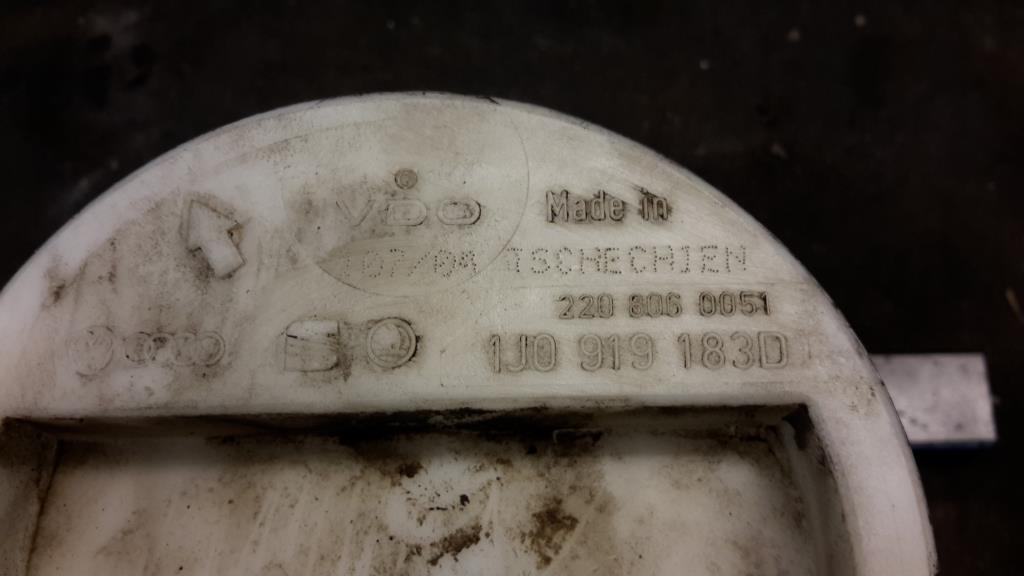 VDO
Made in
07/04 TSCHECHIEN
220 806 0051
1J0 919 183D